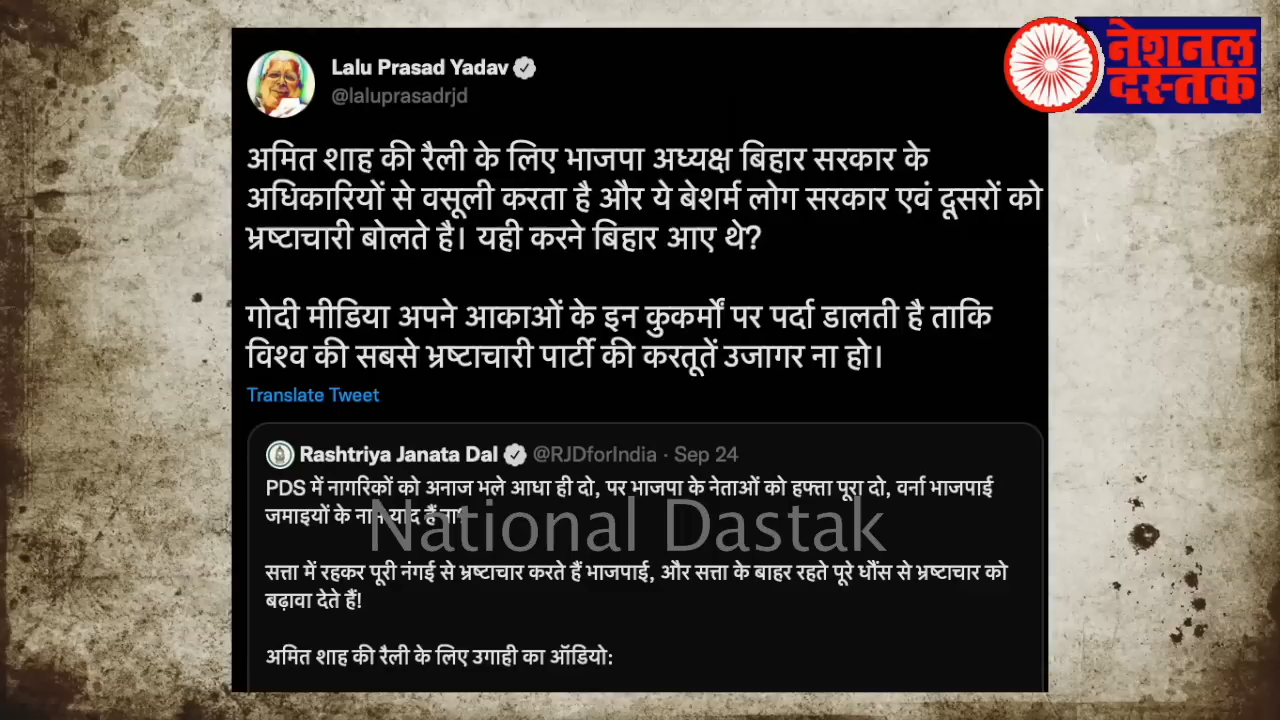 Lalu Prasad Yadav
@laluprasadrjd
नेशनल
दस्तक
अमित शाह की रैली के लिए भाजपा अध्यक्ष बिहार सरकार के
अधिकारियों से वसूली करता है और ये बेशर्म लोग सरकार एवं दूसरों को
भ्रष्टाचारी बोलते है। यही करने बिहार आए थे?
गोदी मीडिया अपने आकाओं के इन कुकर्मों पर पर्दा डालती है ताकि
विश्व की सबसे भ्रष्टाचारी पार्टी की करतूतें उजागर ना हो।
Translate Tweet
Rashtriya Janata Dal @RJDforIndia · Sep 24
PDS में नागरिकों को अनाज भले आधा ही दो, पर भाजपा के नेताओं को हफ्ता पूरा दो, वर्ना भाजपाई
जमाइयों के नाम याद हैं
National Dastak
सत्ता में रहकर पूरी नंगई से भ्रष्टाचार करते हैं भाजपाई, और सत्ता के बाहर रहते पूरे धौंस से भ्रष्टाचार को
बढ़ावा देते हैं!
अमित शाह की रैली के लिए उगाही का ऑडियो: